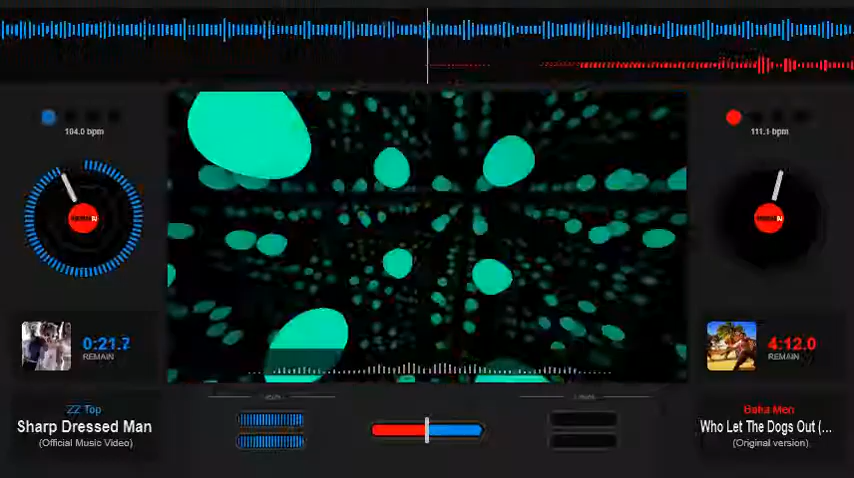 104.0 bpm
111.1 bpm
0:21.7
REMAIN
4:12.0
REMAIN
ZZ Top
Sharp Dressed Man
(Official Music Video)
Baha Men
Who Let The Dogs Out (...
(Original version)